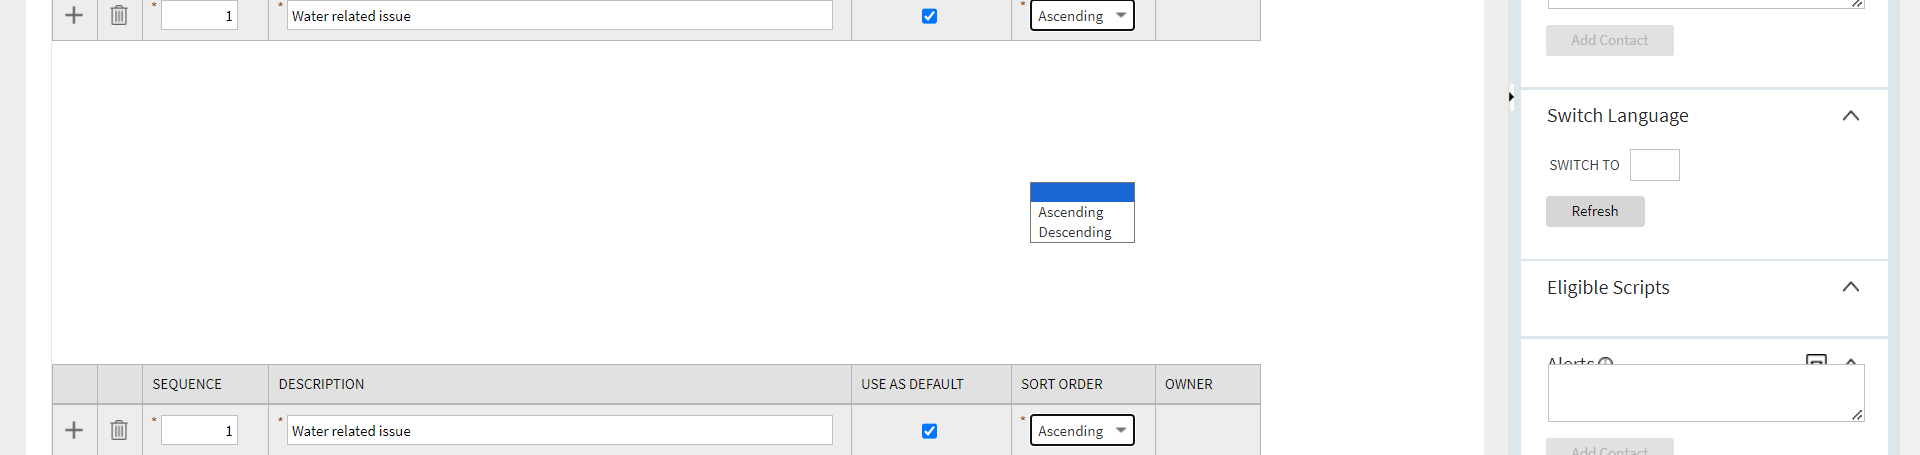 * 1 * Water related issue * Ascending
Add Contact
Switch Language
SWITCH TO
Ascending
Descending
Refresh
Eligible Scripts
Alerts
SEQUENCE DESCRIPTION USE AS DEFAULT SORT ORDER OWNER
* 1 * Water related issue * Ascending
Add Contact